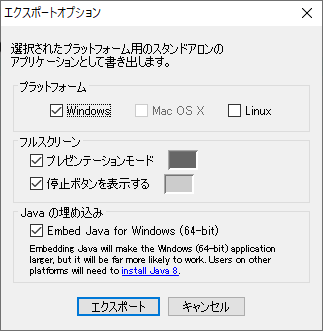 エクスポートオプション
選択されたプラットフォーム用のスタンドアロンの
アプリケーションとして書き出します。
プラットフォーム
Windows Mac OS X Linux
フルスクリーン
プレゼンテーションモード
停止ボタンを表示する
Java の埋め込み
Embed Java for Windows (64-bit)
Embedding Java will make the Windows (64-bit) application
larger, but it will be far more likely to work. Users on other
platforms will need to install Java 8.
エクスポート キャンセル